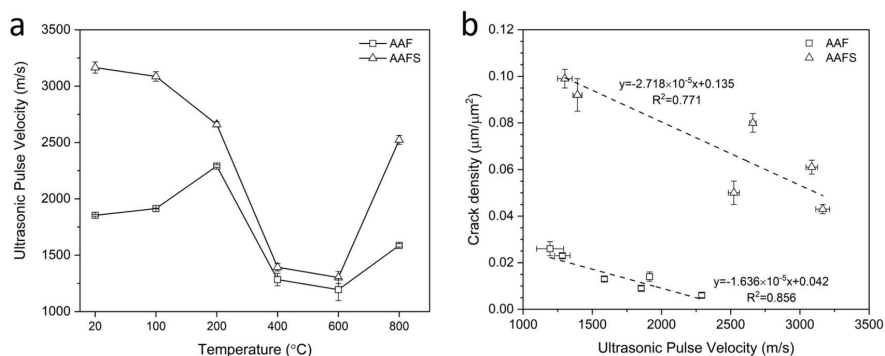 a
3500
3000
2500
2000
1500
1000
20
100
200
400
600
800
Ultrasonic Pulse Velocity (m/s)
Temperature (°C)
AAF
AAFS
b
0.12
0.10
0.08
0.06
0.04
0.02
0.00
1000
1500
2000
2500
3000
3500
Crack density (μm/μm²)
Ultrasonic Pulse Velocity (m/s)
AAF
AAFS
y=-2.718×10⁻⁵x+0.135
R²=0.771
y=-1.636×10⁻⁵x+0.042
R²=0.856